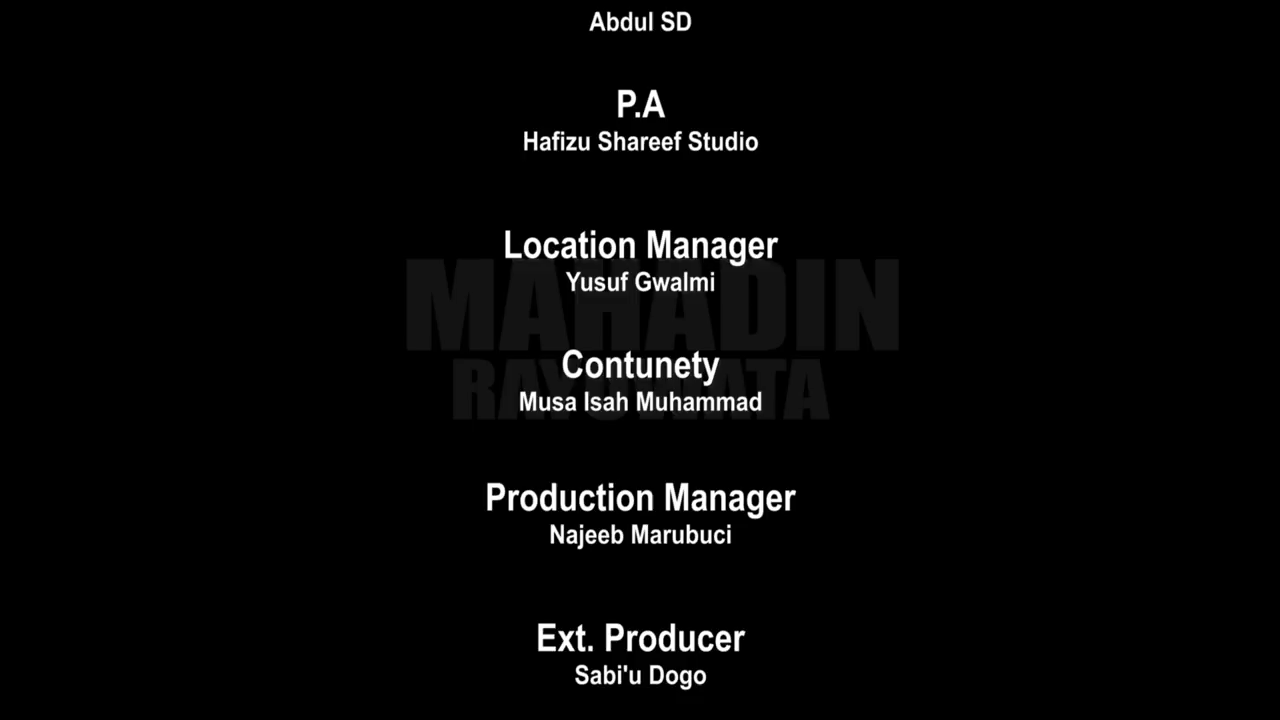 Abdul SD
P.A
Hafizu Shareef Studio
Location Manager
Yusuf Gwalmi
MAHADIN
Contunety
RAYUWATA
Musa Isah Muhammad
Production Manager
Najeeb Marubuci
Ext. Producer
Sabi'u Dogo